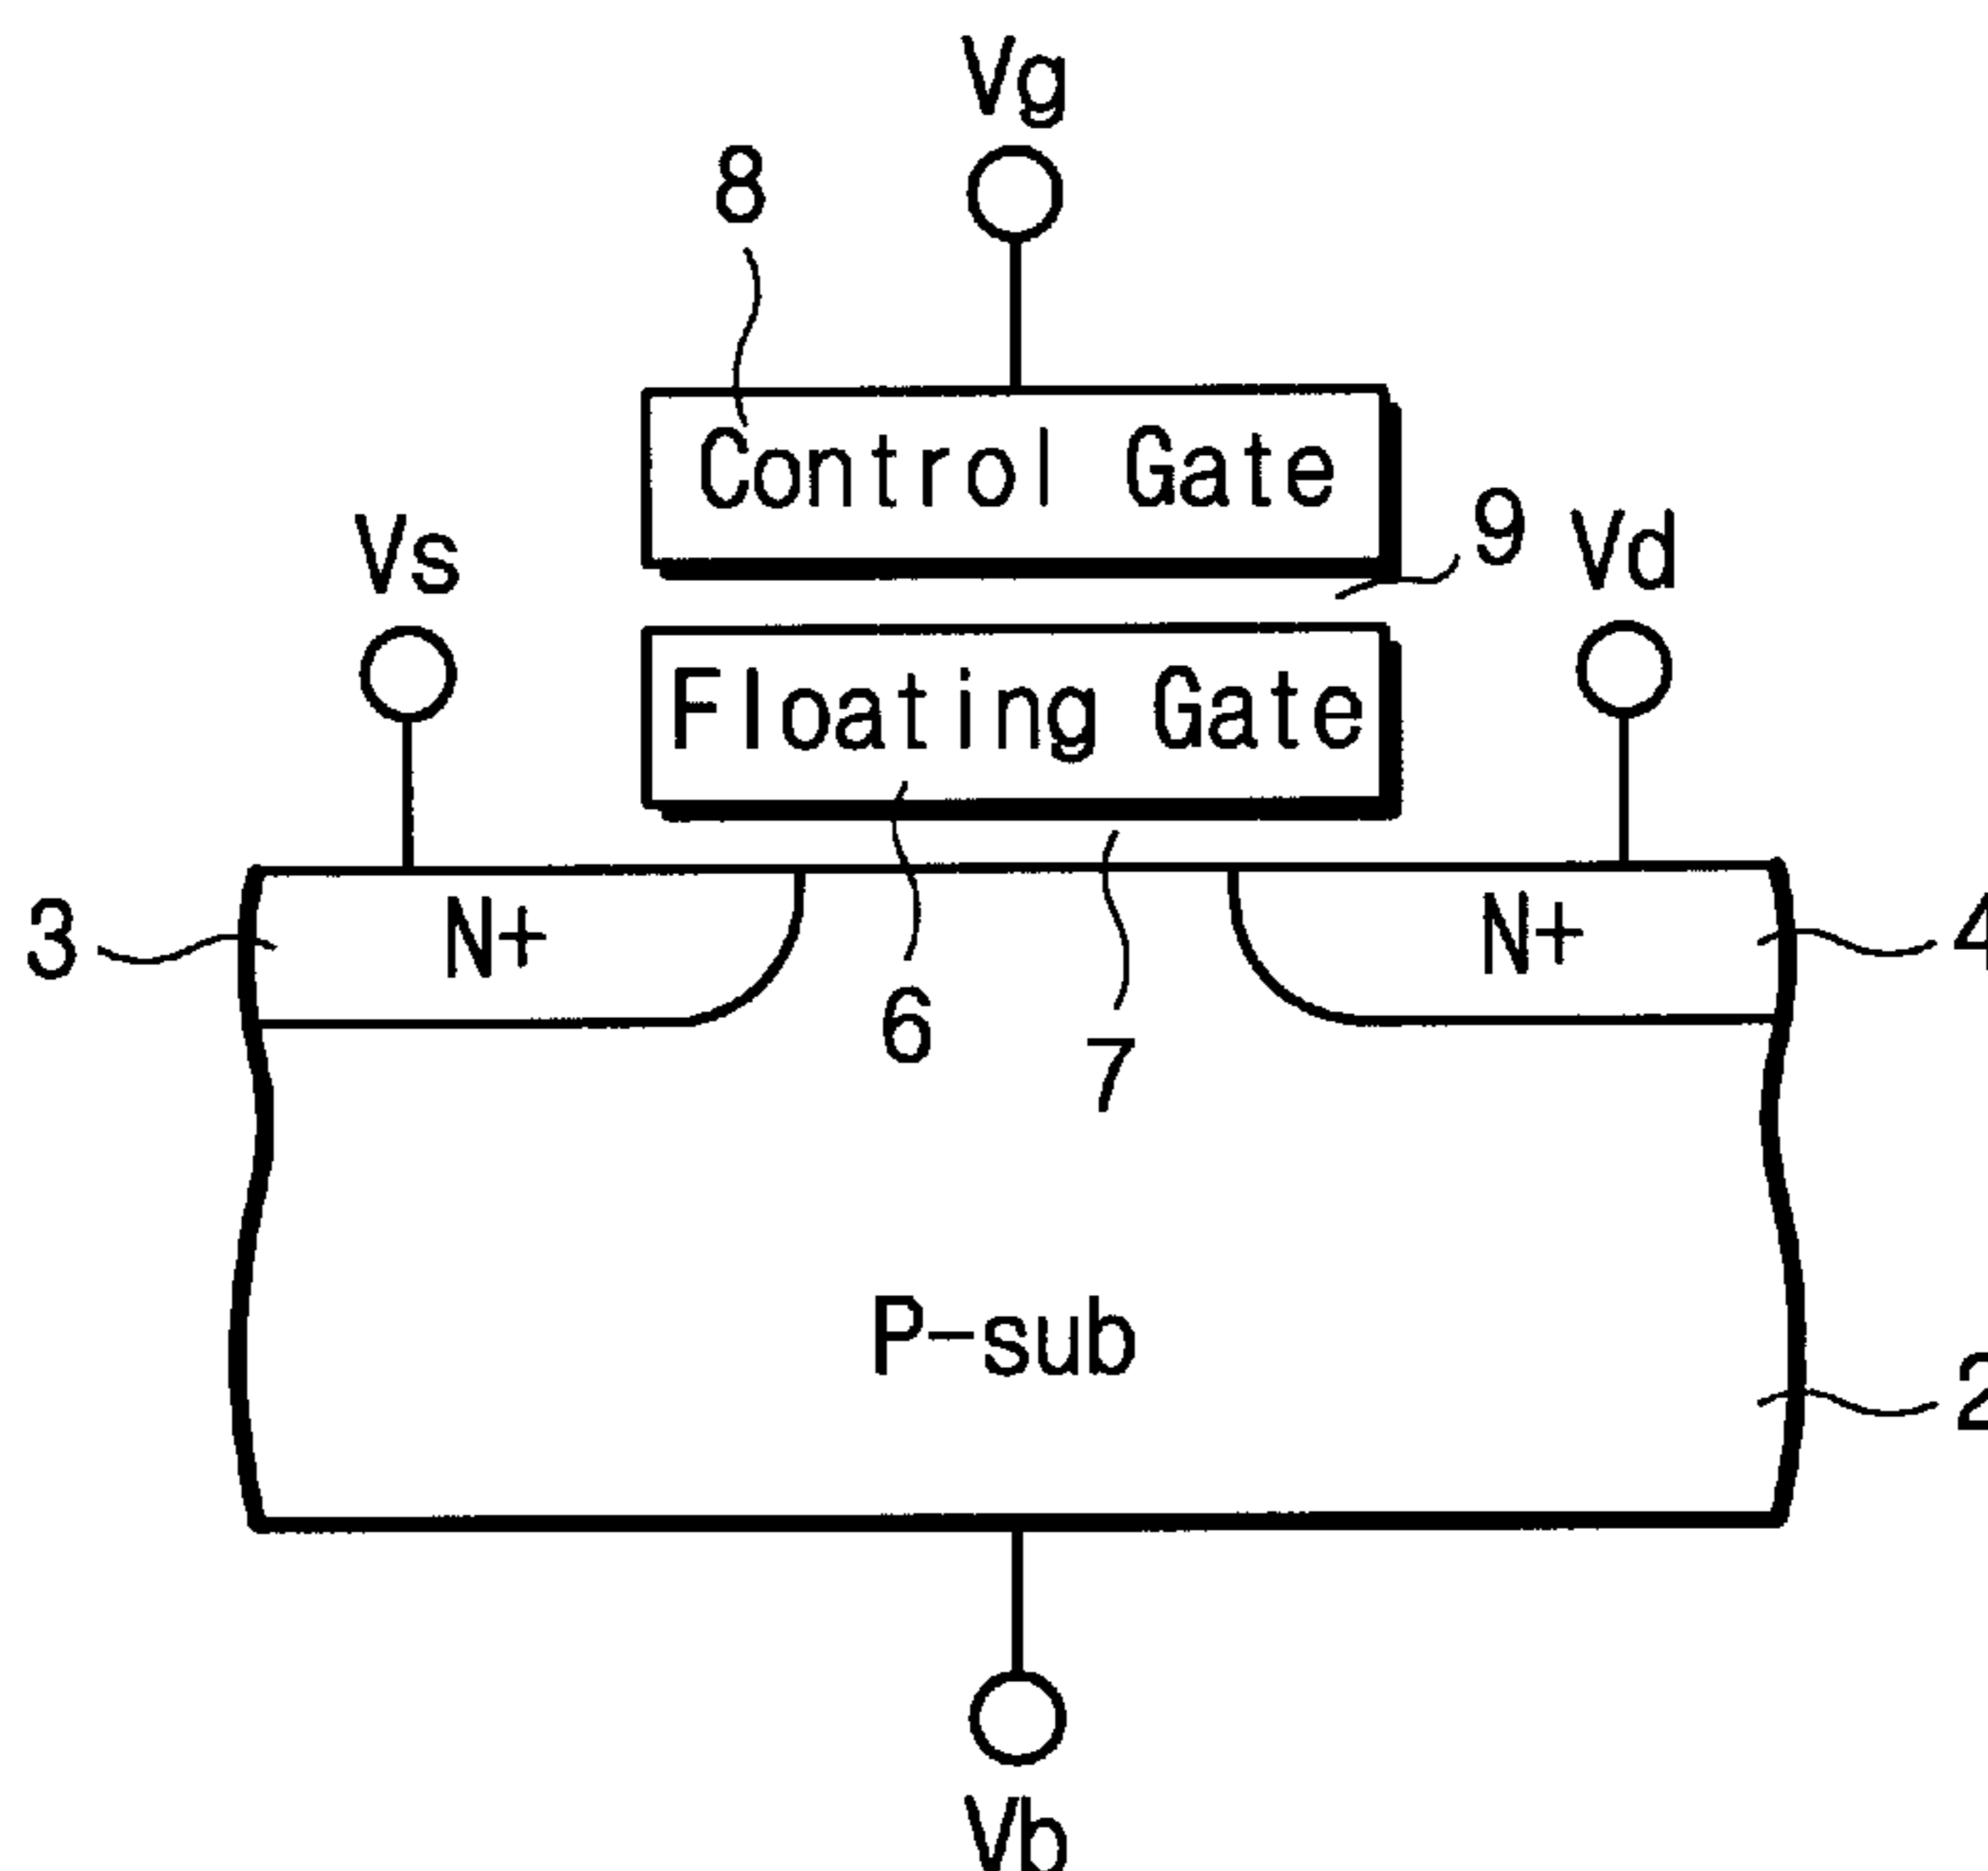 Vg
8
Control Gate
9
Vs
Vd
Floating Gate
3
N+
N+
4
6
7
P-sub
2
Vb